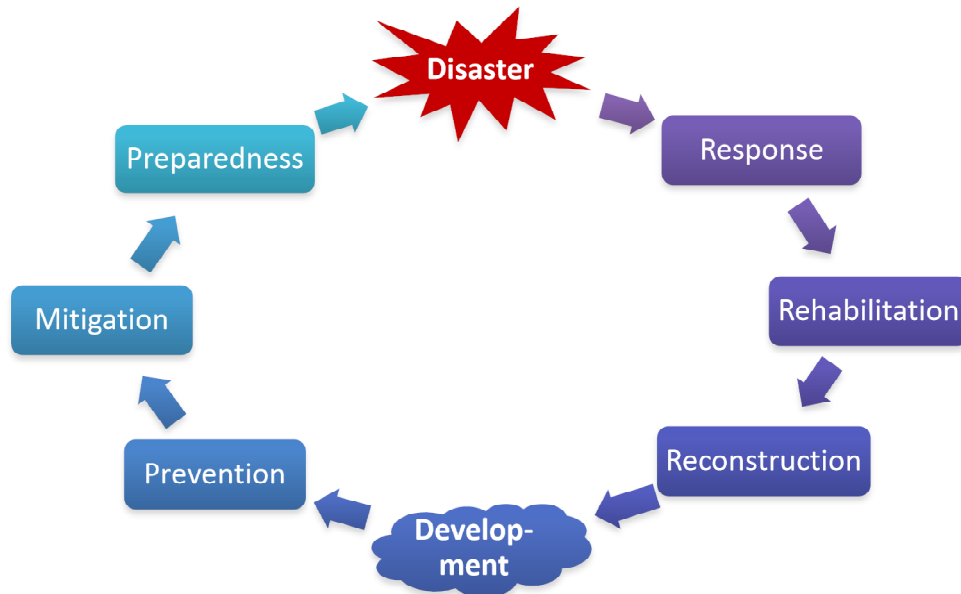 Disaster
Response
Rehabilitation
Reconstruction
Develop-
ment
Prevention
Mitigation
Preparedness